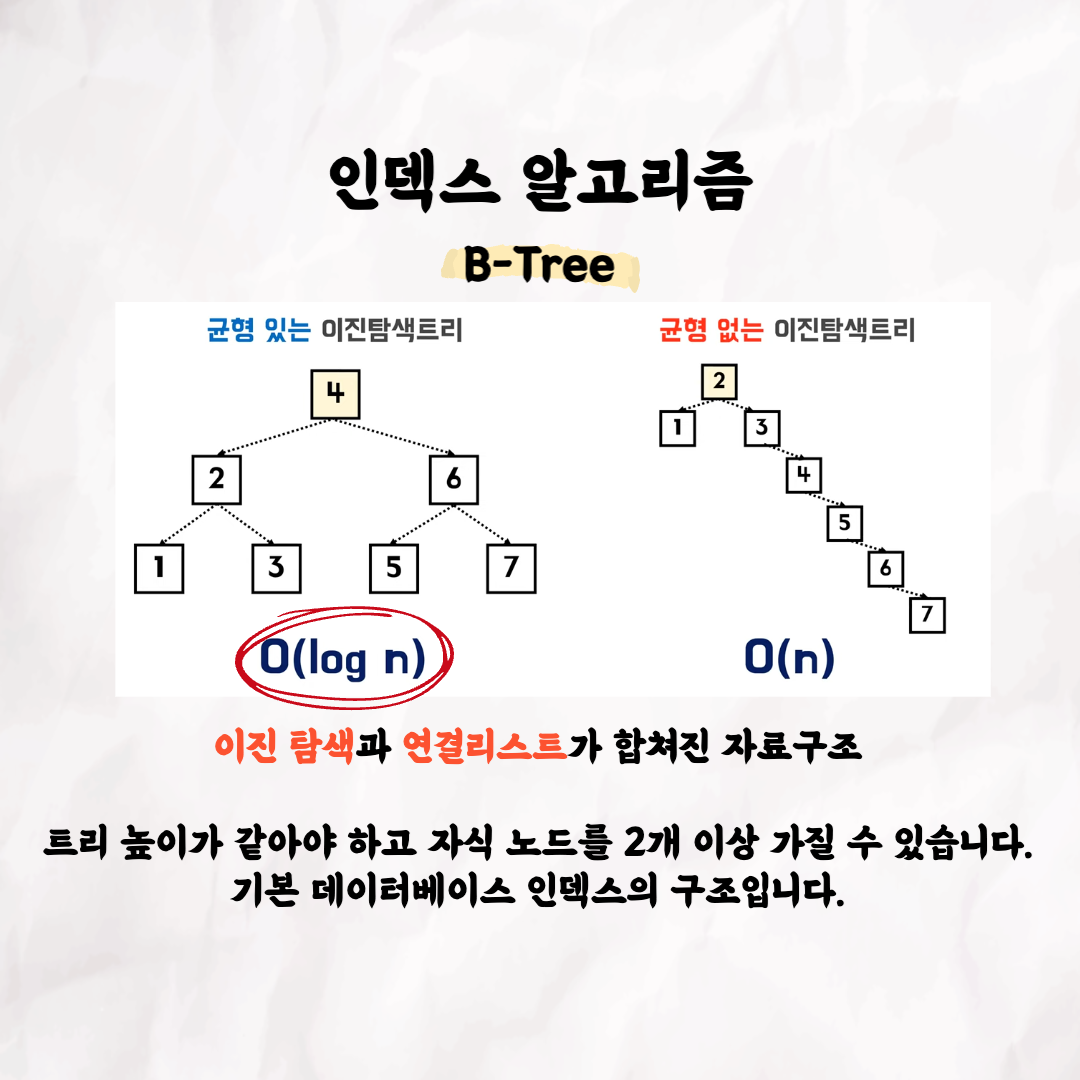 인덱스 알고리즘
B-Tree
균형 있는 이진탐색트리
4
2 6
1 3 5 7
O(log n)
균형 없는 이진탐색트리
2
1 3
4
5
6
7
O(n)
이진 탐색과 연결리스트가 합쳐진 자료구조
트리 높이가 같아야 하고 자식 노드를 2개 이상 가질 수 있습니다.
기본 데이터베이스 인덱스의 구조입니다.